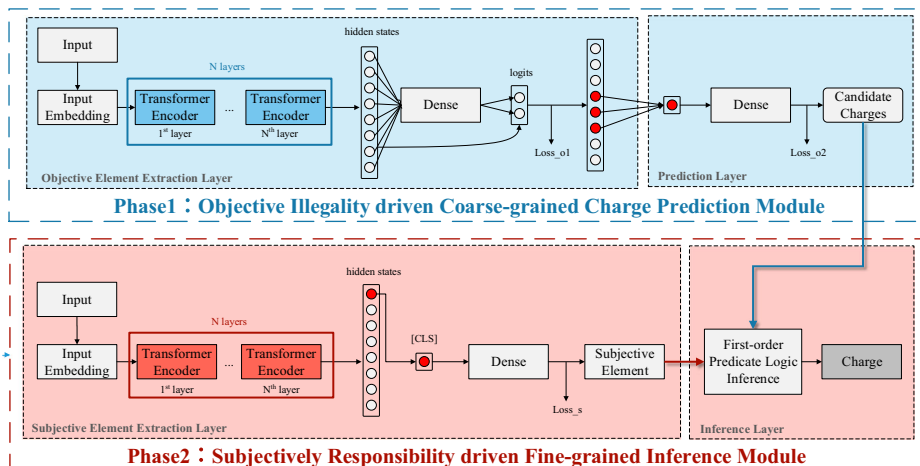 Input
Input
Embedding
N layers
Transformer
Encoder
1st layer
...
Transformer
Encoder
Nth layer
hidden states
Dense
logits
Loss_o1
Objective Element Extraction Layer
Dense
Loss_o2
Candidate
Charges
Prediction Layer
Phase1：Objective Illegality driven Coarse-grained Charge Prediction Module
Input
Input
Embedding
N layers
Transformer
Encoder
1st layer
...
Transformer
Encoder
Nth layer
hidden states
[CLS]
Dense
Loss_s
Subjective
Element
Subjective Element Extraction Layer
First-order
Predicate Logic
Inference
Charge
Inference Layer
Phase2：Subjectively Responsibility driven Fine-grained Inference Module